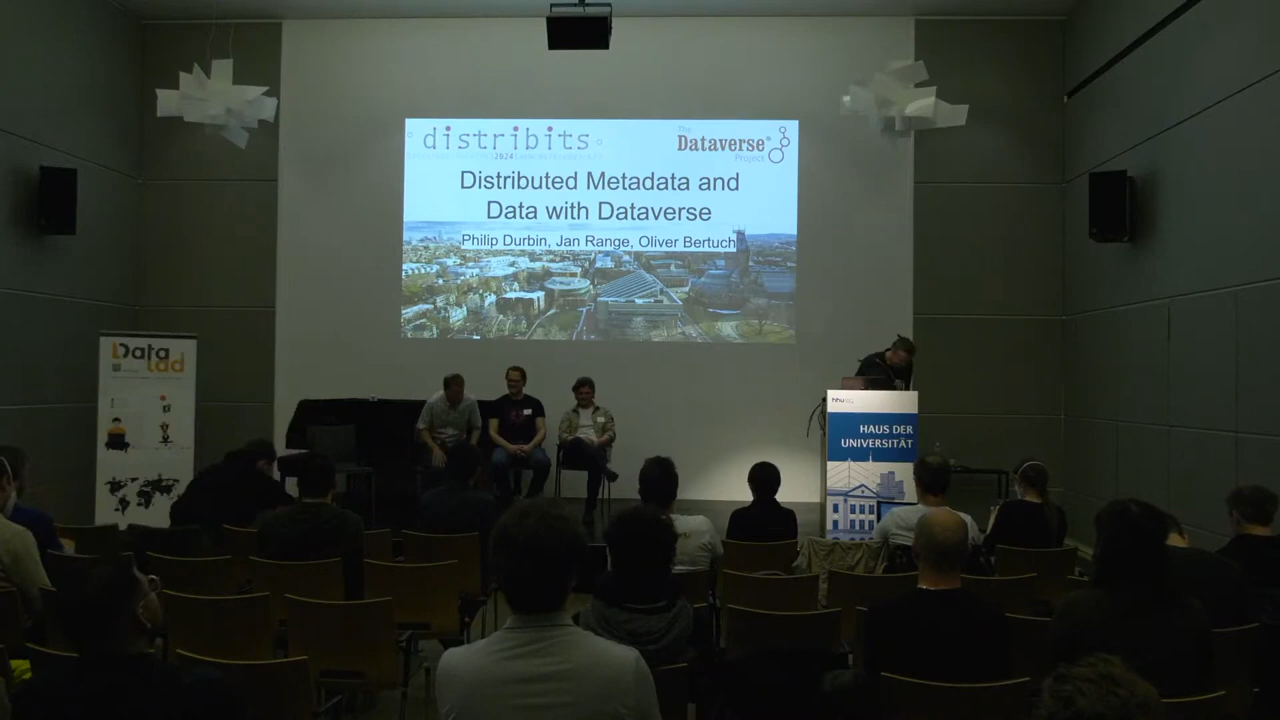 distribits
2024
The
Dataverse
Project
Distributed Metadata and
Data with Dataverse
Philip Durbin, Jan Range, Oliver Bertuch
Data
lad
hhu
HAUS DER
UNIVERSITÄT